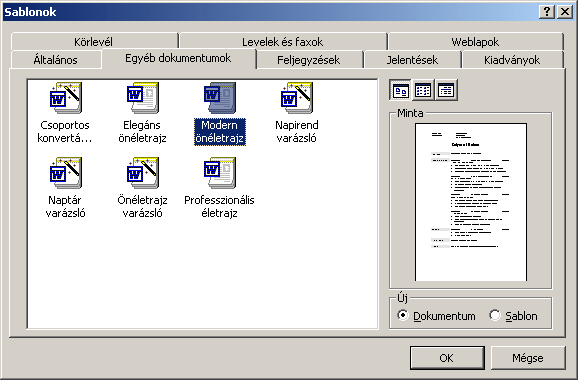 Sablonok
Körlevél
Levelek és faxok
Weblapok
Általános
Egyéb dokumentumok
Feljegyzések
Jelentések
Kiadványok
Csoportos
konvertá...
Elegáns
önéletrajz
Modern
önéletrajz
Napirend
varázsló
Naptár
varázsló
Önéletrajz
varázsló
Professzionális
életrajz
Minta
Új
Dokumentum
Sablon
OK
Mégse